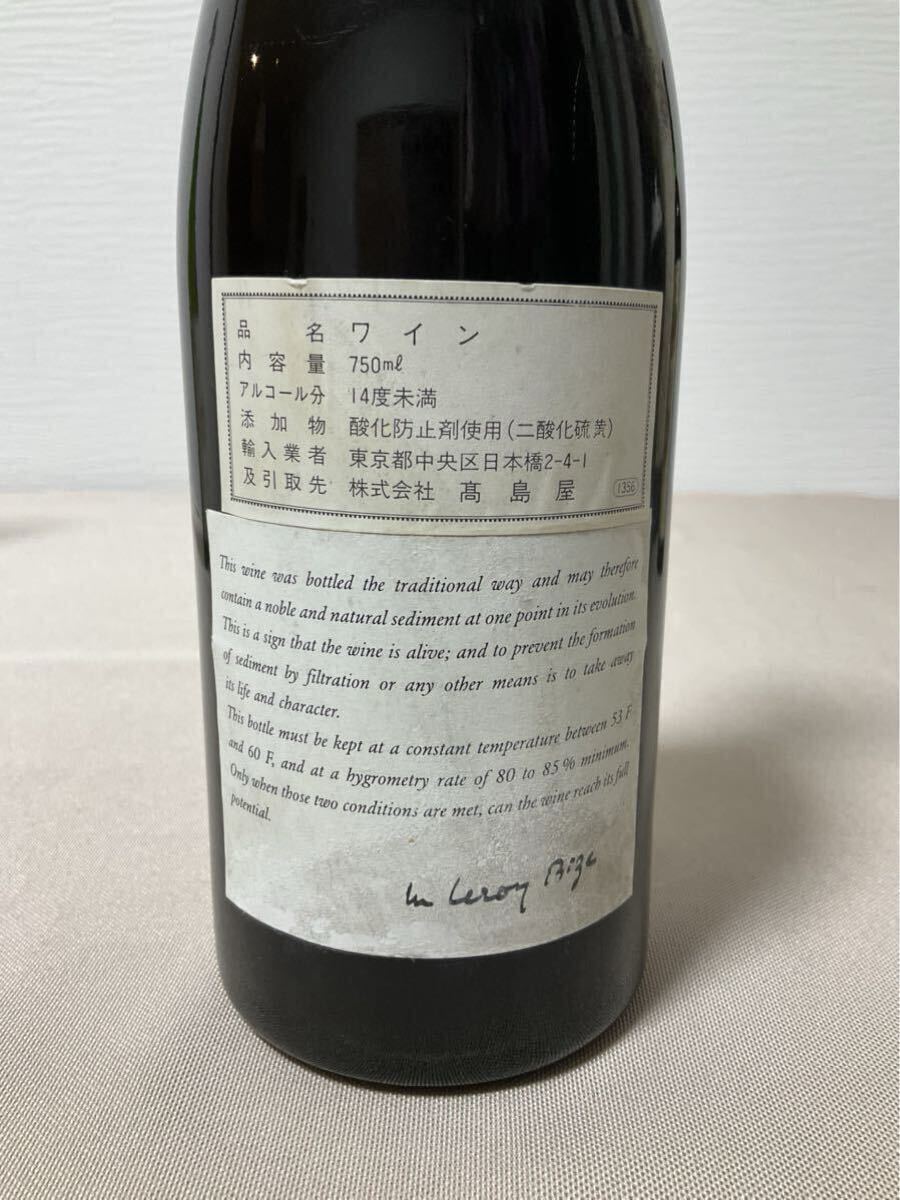 品名 ワイン
内容量 750mℓ
アルコール分 14度未満
添加物 酸化防止剤使用(二酸化硫黄)
輸入業者 東京都中央区日本橋2-4-1
及引取先 株式会社 髙島屋 1356
This wine was bottled the traditional way and may therefore
contain a noble and natural sediment at one point in its evolution.
This is a sign that the wine is alive; and to prevent the formation
of sediment by filtration or any other means is to take away
its life and character.
This bottle must be kept at a constant temperature between 53 F
and 60 F, and at a hygrometry rate of 80 to 85 % minimum.
Only when those two conditions are met, can the wine reach its full
potential.
Leroy Bize